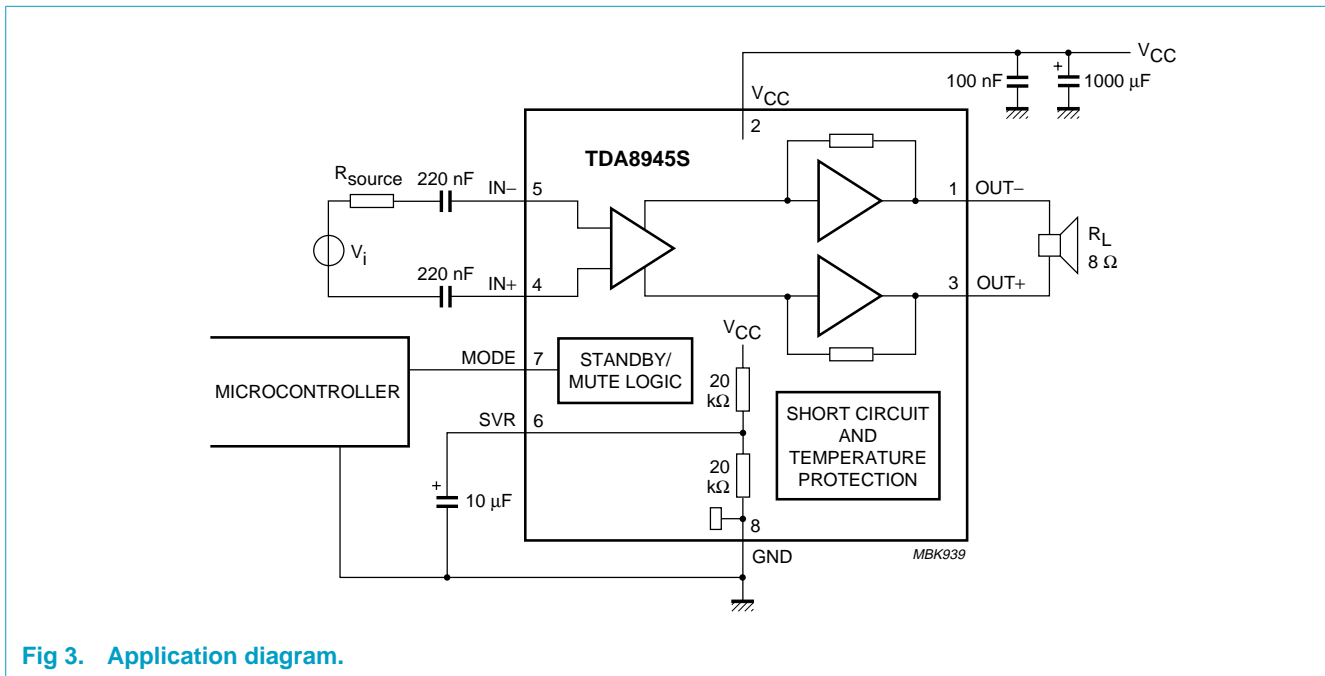 VCC
100 nF
1000 μF
VCC
2
TDA8945S
Rsource
220 nF
IN−
5
1
OUT−
Vi
RL
8 Ω
220 nF
IN+
4
3
OUT+
VCC
MODE
7
STANDBY/
MUTE LOGIC
MICROCONTROLLER
20
kΩ
SHORT CIRCUIT
AND
TEMPERATURE
PROTECTION
SVR
6
20
kΩ
+
10 μF
+
8
GND
MBK939
Fig 3. Application diagram.